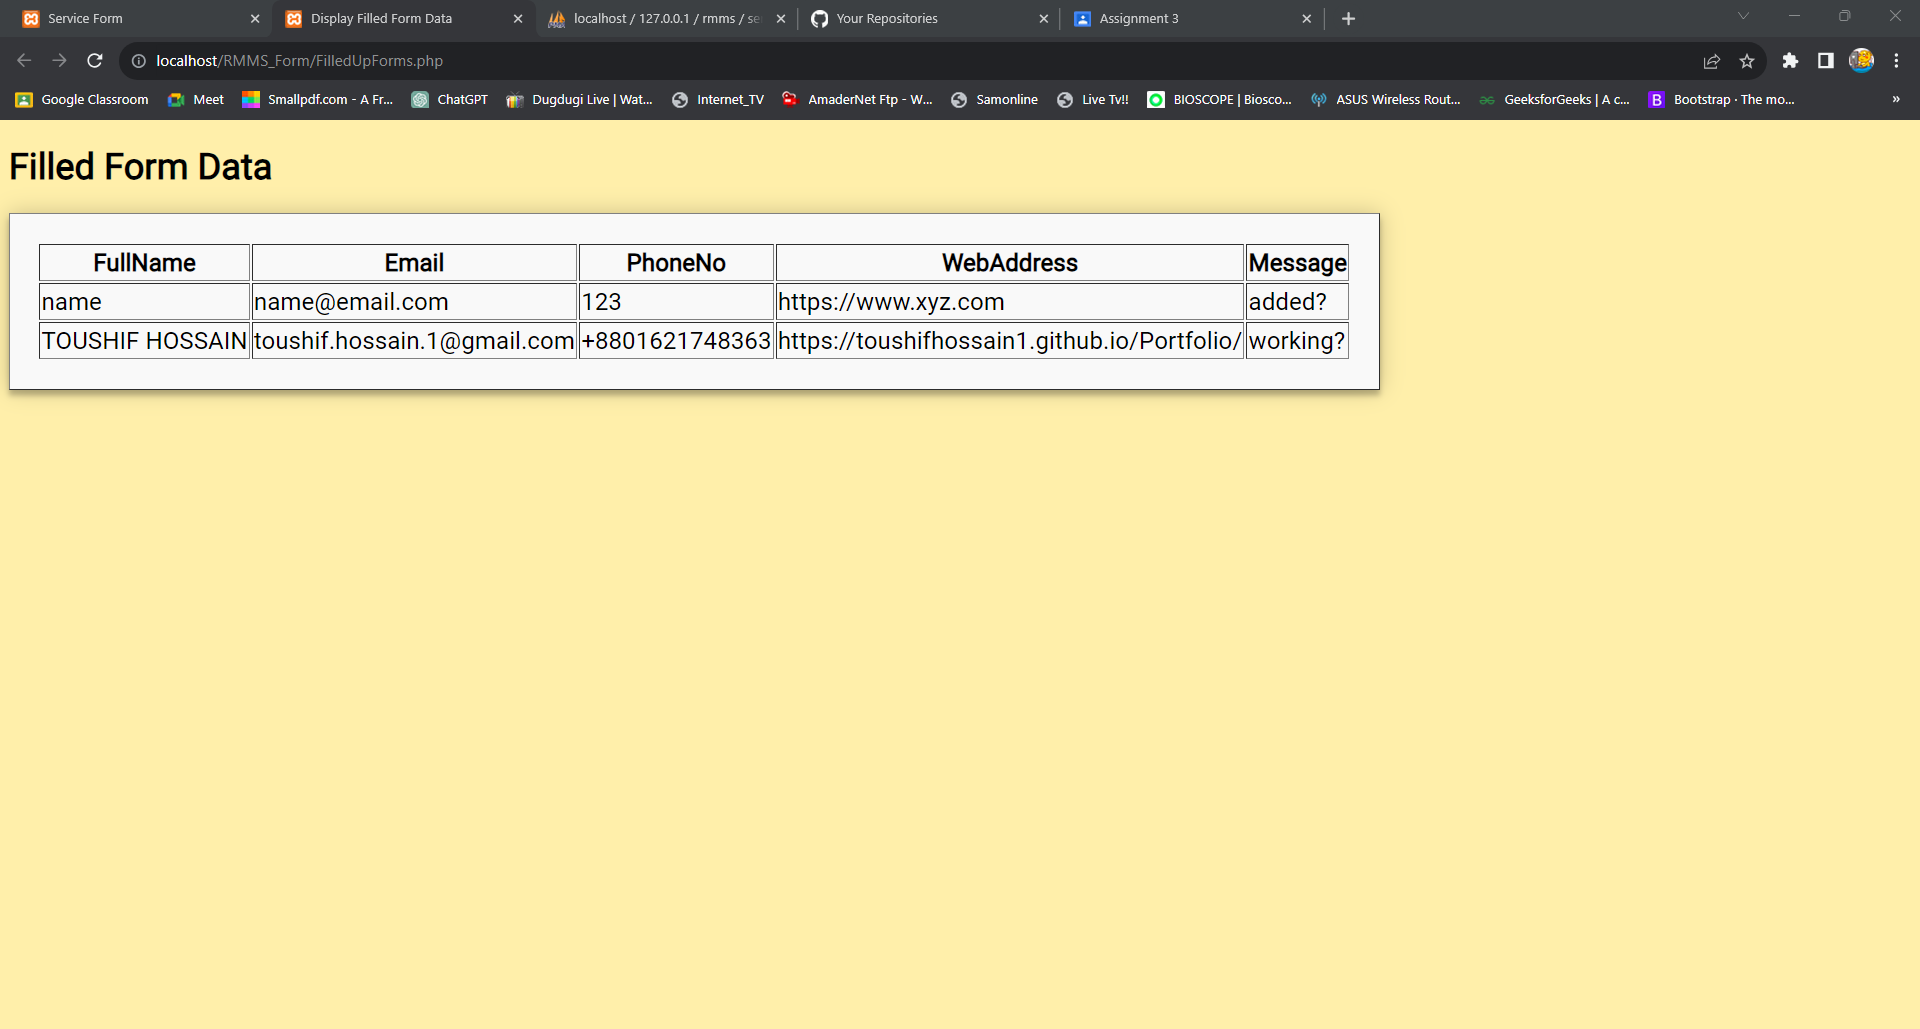 Service Form
Display Filled Form Data
localhost / 127.0.0.1 / rmms / se
Your Repositories
Assignment 3
localhost/RMMS_Form/FilledUpForms.php
Google Classroom
Meet
Smallpdf.com - A Fr...
ChatGPT
Dugdugi Live | Wat...
Internet_TV
AmaderNet Ftp - W...
Samonline
Live Tv!!
BIOSCOPE | Biosco...
ASUS Wireless Rout...
GeeksforGeeks | A c...
Bootstrap · The mo...
Filled Form Data
FullName Email PhoneNo WebAddress Message
name name@email.com 123 https://www.xyz.com added?
TOUSHIF HOSSAIN toushif.hossain.1@gmail.com +8801621748363 https://toushifhossain1.github.io/Portfolio/ working?